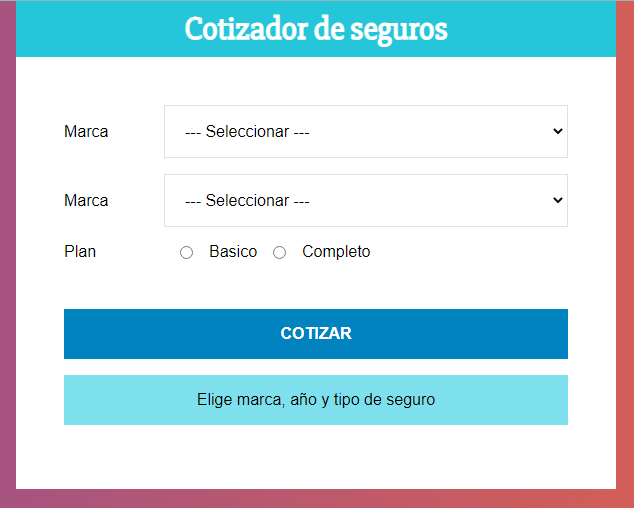 Cotizador de seguros
Marca --- Seleccionar ---
Marca --- Seleccionar ---
Plan Basico Completo
COTIZAR
Elige marca, año y tipo de seguro